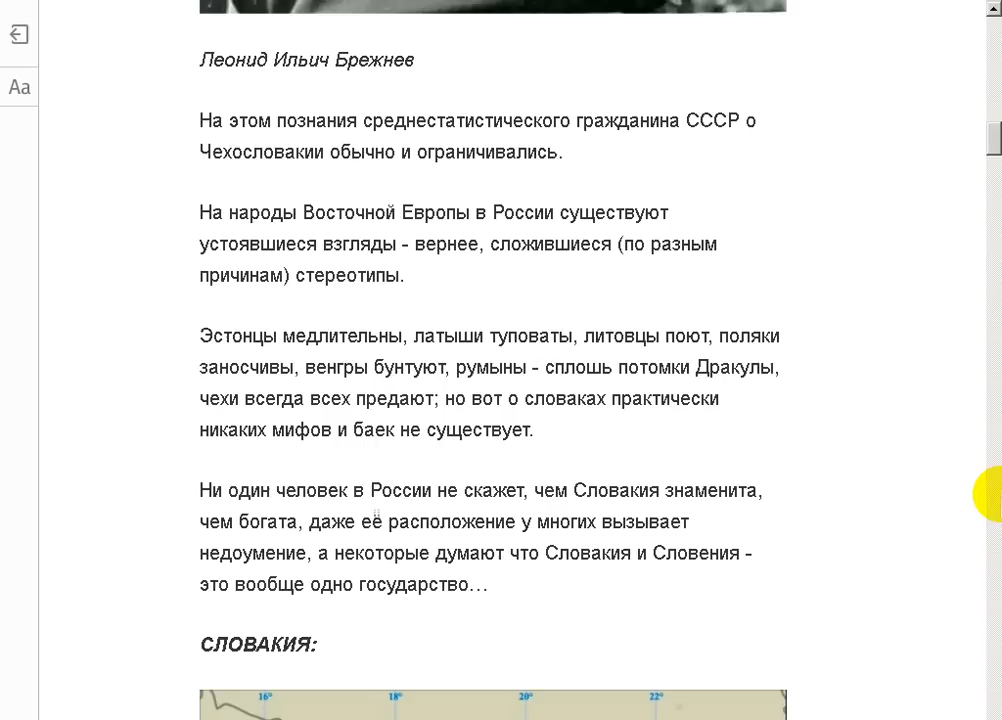 Aa
Леонид Ильич Брежнев
На этом познания среднестатистического гражданина СССР о
Чехословакии обычно и ограничивались.
На народы Восточной Европы в России существуют
устоявшиеся взгляды - вернее, сложившиеся (по разным
причинам) стереотипы.
Эстонцы медлительны, латыши туповаты, литовцы поют, поляки
заносчивы, венгры бунтуют, румыны - сплошь потомки Дракулы,
чехи всегда всех предают; но вот о словаках практически
никаких мифов и баек не существует.
Ни один человек в России не скажет, чем Словакия знаменита,
чем богата, даже её расположение у многих вызывает
недоумение, а некоторые думают что Словакия и Словения -
это вообще одно государство…
СЛОВАКИЯ:
16° 18° 20° 22°